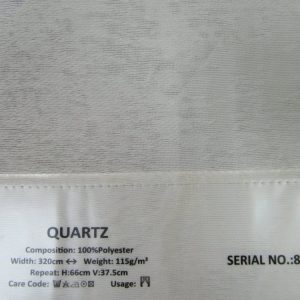 QUARTZ
Composition: 100%Polyester
Width: 320cm ↔ Weight: 115g/m²
Repeat: H:66cm V:37.5cm
Care Code: Usage:
SERIAL NO.:8